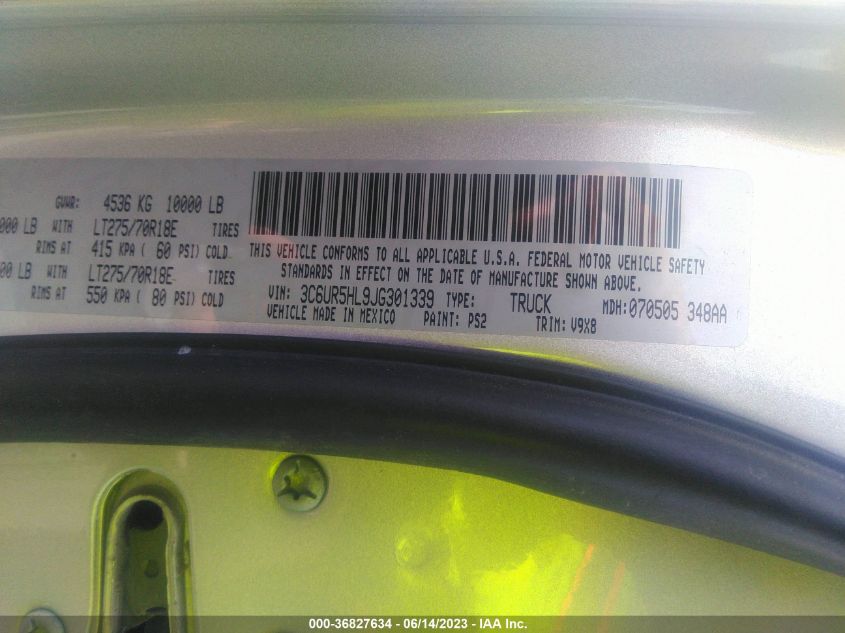 GVWR: 4536 KG 10000 LB
000 LB WITH LT275/70R18E TIRES
RIMS AT 415 KPA ( 60 PSI) COLD
00 LB WITH LT275/70R18E TIRES
RIMS AT 550 KPA ( 80 PSI) COLD
THIS VEHICLE CONFORMS TO ALL APPLICABLE U.S.A. FEDERAL MOTOR VEHICLE SAFETY
STANDARDS IN EFFECT ON THE DATE OF MANUFACTURE SHOWN ABOVE.
VIN: 3C6UR5HL9JG301339 TYPE: TRUCK MDH:070505 348AA
VEHICLE MADE IN MEXICO PAINT: PS2 TRIM: V9X8
000-36827634 - 06/14/2023 - IAA Inc.